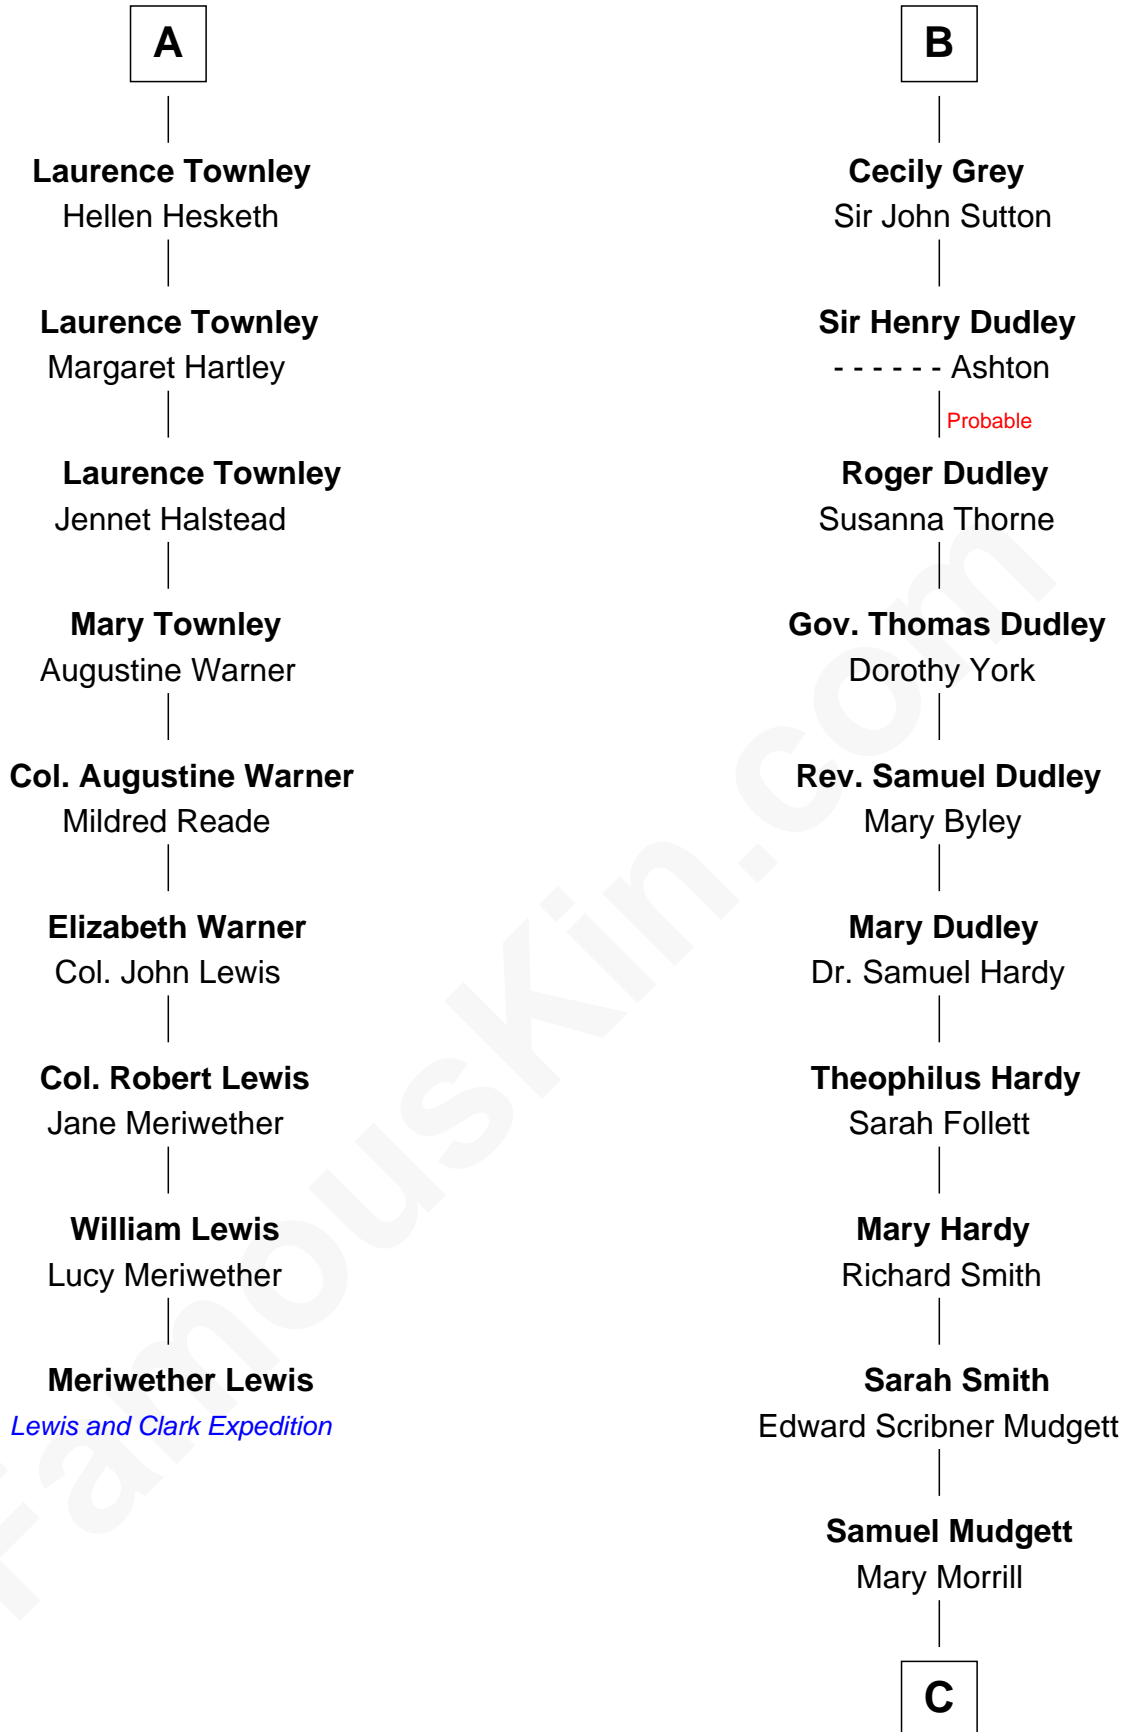 A
Laurence Townley
Hellen Hesketh
Laurence Townley
Margaret Hartley
Laurence Townley
Jennet Halstead
Mary Townley
Augustine Warner
Col. Augustine Warner
Mildred Reade
Elizabeth Warner
Col. John Lewis
Col. Robert Lewis
Jane Meriwether
William Lewis
Lucy Meriwether
Meriwether Lewis
Lewis and Clark Expedition
B
Cecily Grey
Sir John Sutton
Sir Henry Dudley
- - - - - - Ashton
Probable
Roger Dudley
Susanna Thorne
Gov. Thomas Dudley
Dorothy York
Rev. Samuel Dudley
Mary Byley
Mary Dudley
Dr. Samuel Hardy
Theophilus Hardy
Sarah Follett
Mary Hardy
Richard Smith
Sarah Smith
Edward Scribner Mudgett
Samuel Mudgett
Mary Morrill
C
FamousKin.com